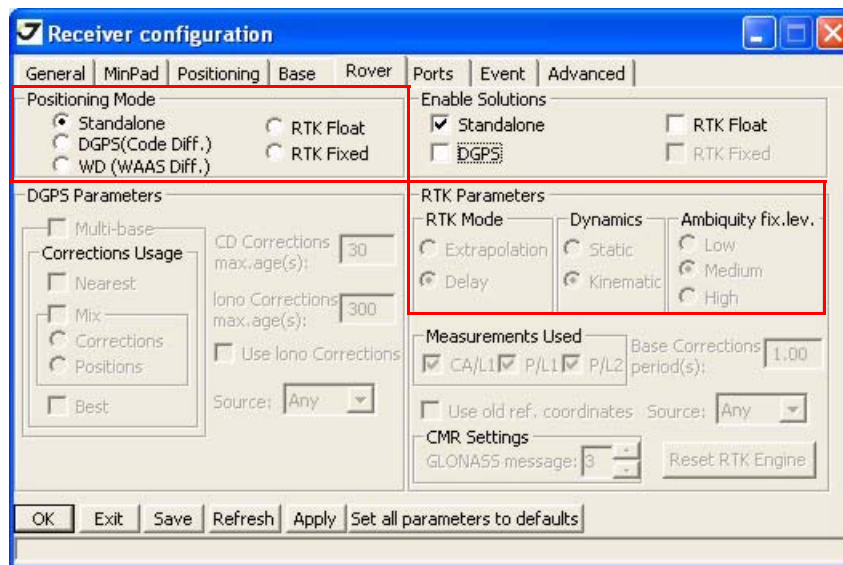 Receiver configuration
General MinPad Positioning Base Rover Ports Event Advanced
Positioning Mode
Standalone
DGPS(Code Diff.)
WD (WAAS Diff.)
RTK Float
RTK Fixed
Enable Solutions
Standalone
DGPS
RTK Float
RTK Fixed
DGPS Parameters
Multi-base
Corrections Usage
Nearest
Mix
Corrections
Positions
Best
CD Corrections
max.age(s):
30
Iono Corrections
max.age(s):
300
Use Iono Corrections
Source: Any
RTK Parameters
RTK Mode
Extrapolation
Delay
Dynamics
Static
Kinematic
Ambiquity fix.lev.
Low
Medium
High
Measurements Used
CA/L1 P/L1 P/L2
Base Corrections
period(s):
1.00
Use old ref. coordinates Source: Any
CMR Settings
GLONASS message: 3
Reset RTK Engine
OK Exit Save Refresh Apply Set all parameters to defaults